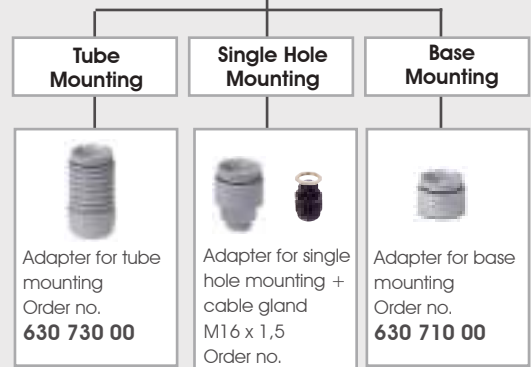 Tube
Mounting
Single Hole
Mounting
Base
Mounting
Adapter for tube
mounting
Order no.
630 730 00
Adapter for single
hole mounting +
cable gland
M16 x 1,5
Order no.
Adapter for base
mounting
Order no.
630 710 00